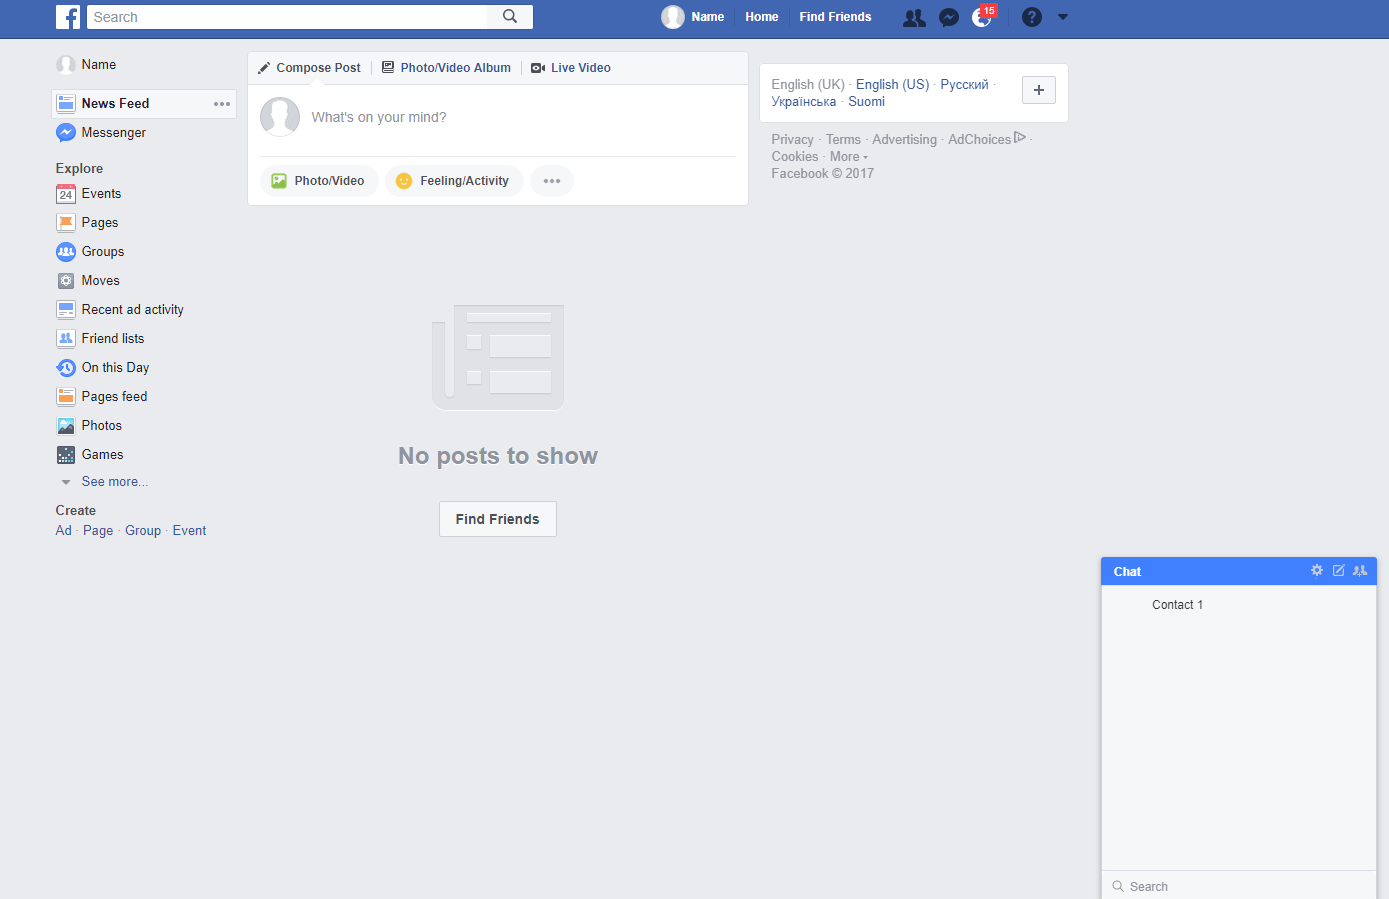 Search
Name
Home
Find Friends
15
Name
News Feed
Messenger
Explore
24
Events
Pages
Groups
Moves
Recent ad activity
Friend lists
On this Day
Pages feed
Photos
Games
See more...
Create
Ad · Page · Group · Event
Compose Post
Photo/Video Album
Live Video
What's on your mind?
Photo/Video
Feeling/Activity
No posts to show
Find Friends
English (UK) · English (US) · Русский ·
Українська · Suomi
Privacy · Terms · Advertising · AdChoices ·
Cookies · More
Facebook © 2017
Chat
Contact 1
Search